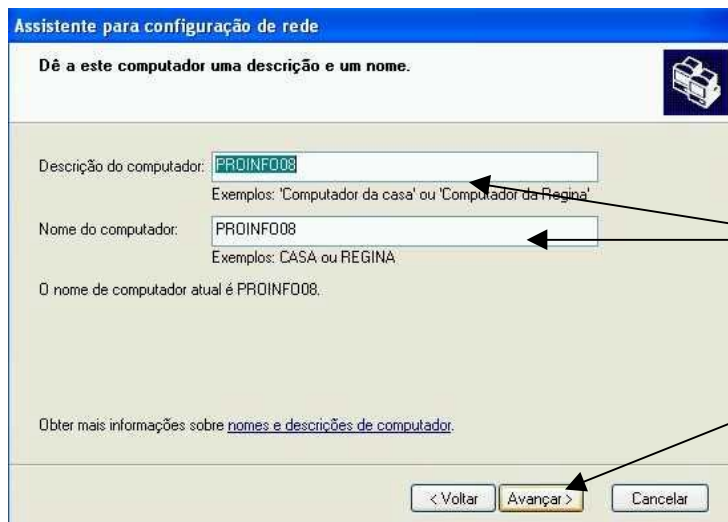 Assistente para configuração de rede
Dê a este computador uma descrição e um nome.
Descrição do computador: PROINFO08
Exemplos: 'Computador da casa' ou 'Computador da Regina'
Nome do computador: PROINFO08
Exemplos: CASA ou REGINA
O nome de computador atual é PROINFO08.
Obter mais informações sobre nomes e descrições de computador.
< Voltar Avançar > Cancelar